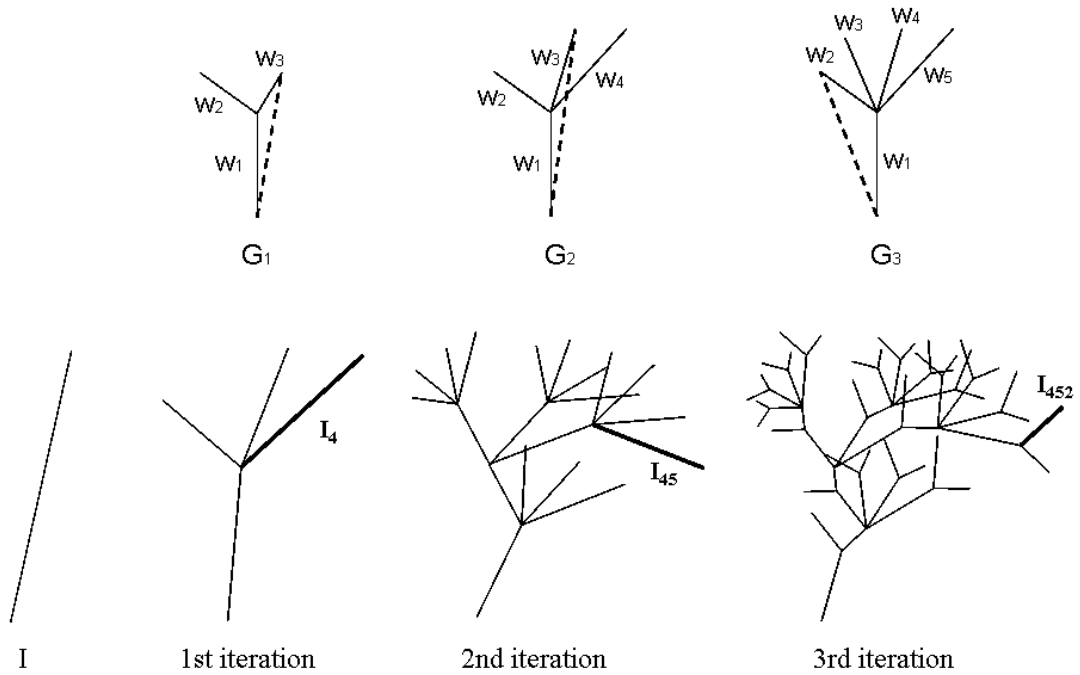 W3 W2 W1
G1
W3 W2 W4 W1
G2
W4 W3 W2 W5 W1
G3
I4
I45
I452
I 1st iteration 2nd iteration 3rd iteration